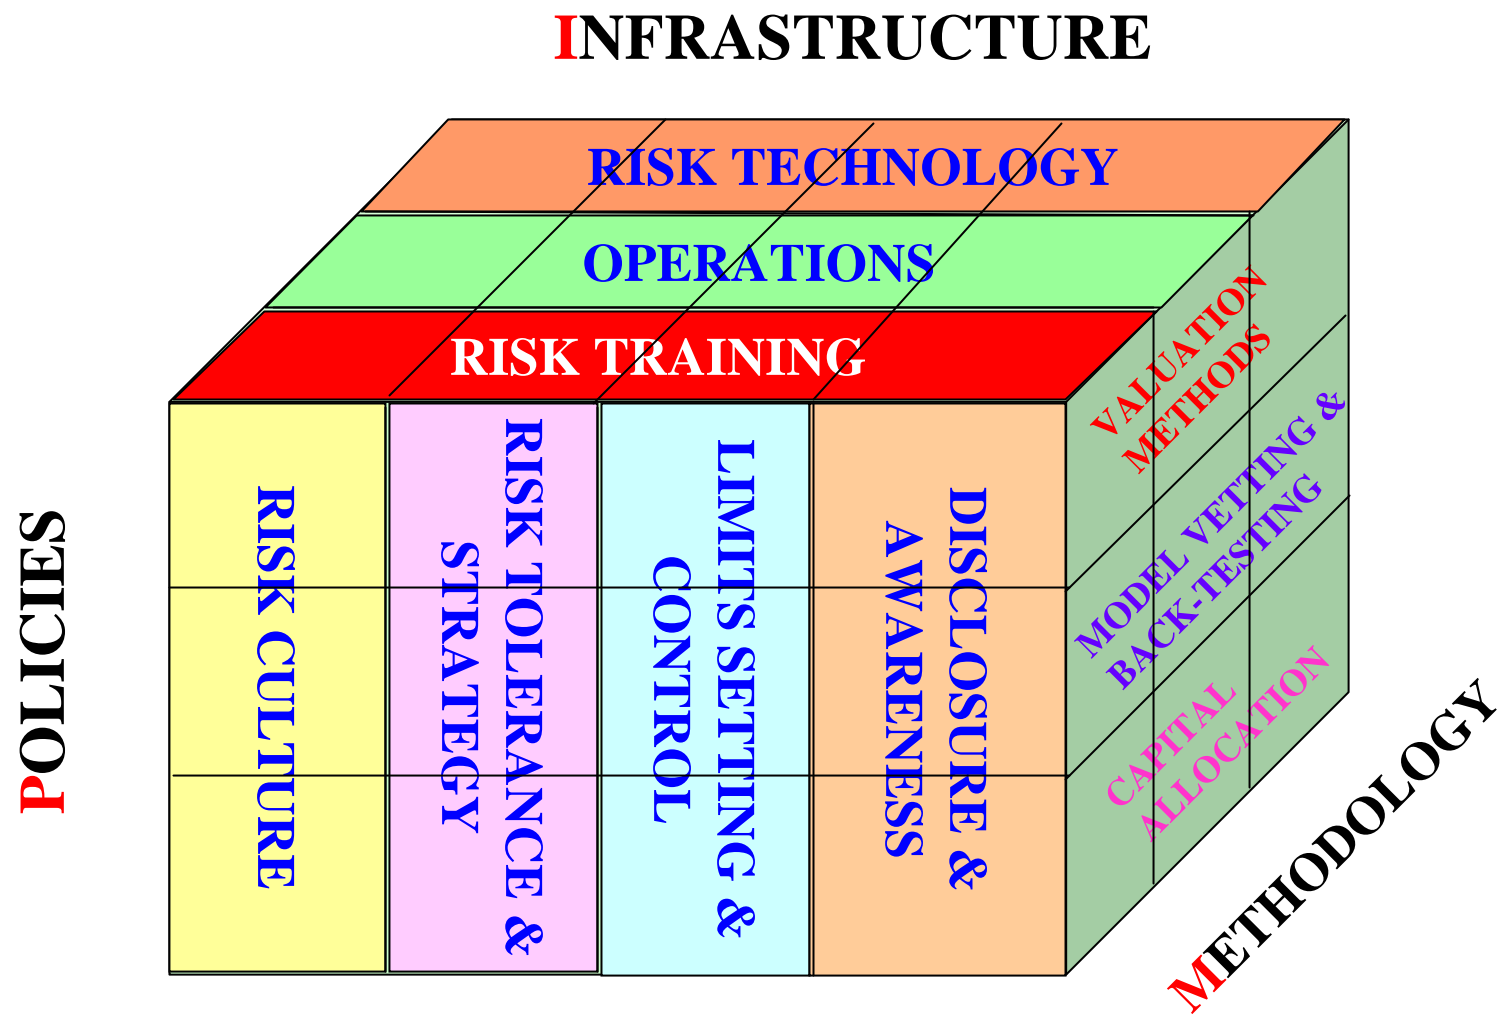 INFRASTRUCTURE
RISK TECHNOLOGY
OPERATIONS
RISK TRAINING
POLICIES
RISK CULTURE
RISK TOLERANCE &
STRATEGY
LIMITS SETTING &
CONTROL
DISCLOSURE &
AWARENESS
VALUATION
METHODS
MODEL VETTING &
BACK-TESTING
CAPITAL
ALLOCATION
METHODOLOGY